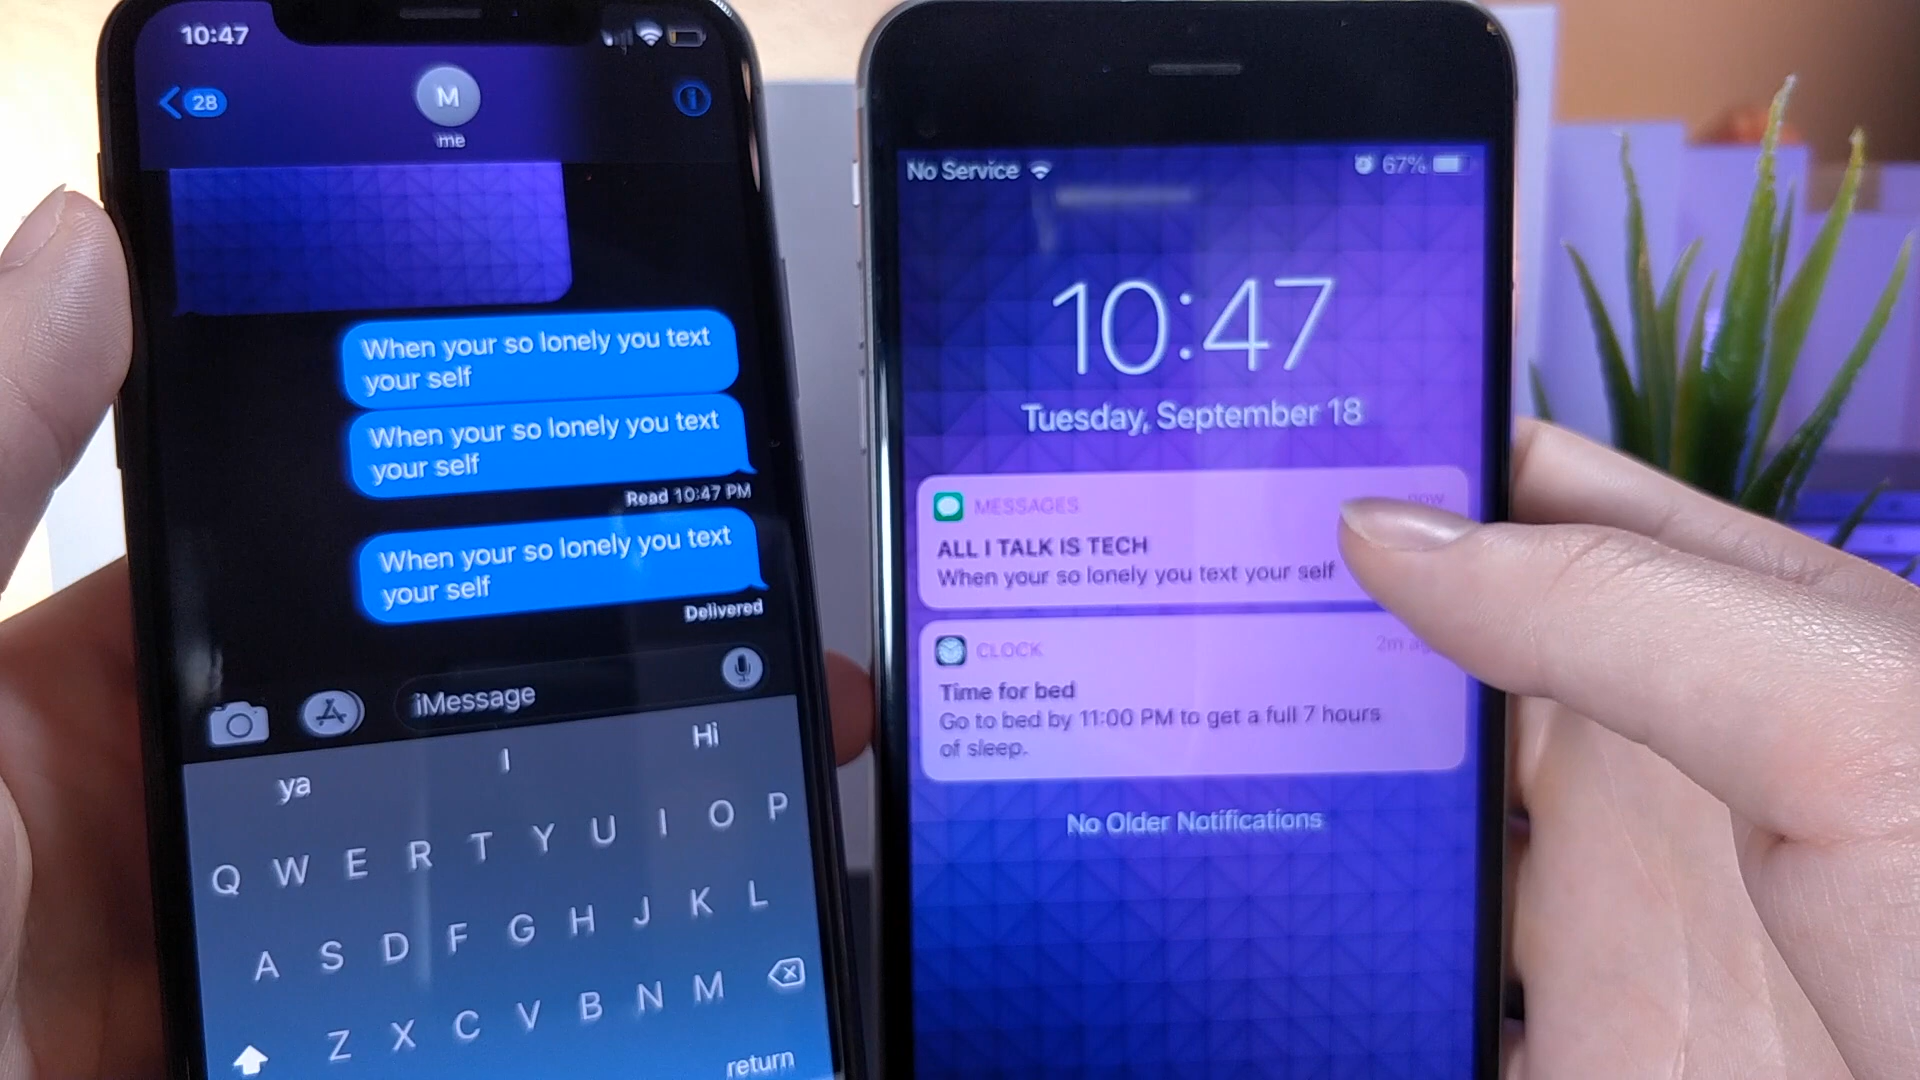 10:47
28
M
me
When your so lonely you text
your self
When your so lonely you text
your self
Read 10:47 PM
When your so lonely you text
your self
Delivered
iMessage
ya I Hi
Q W E R T Y U I O P
A S D F G H J K L
Z X C V B N M
return
No Service 67%
10:47
Tuesday, September 18
MESSAGES now
ALL I TALK IS TECH
When your so lonely you text your self
CLOCK 2m
Time for bed
Go to bed by 11:00 PM to get a full 7 hours
of sleep.
No Older Notifications